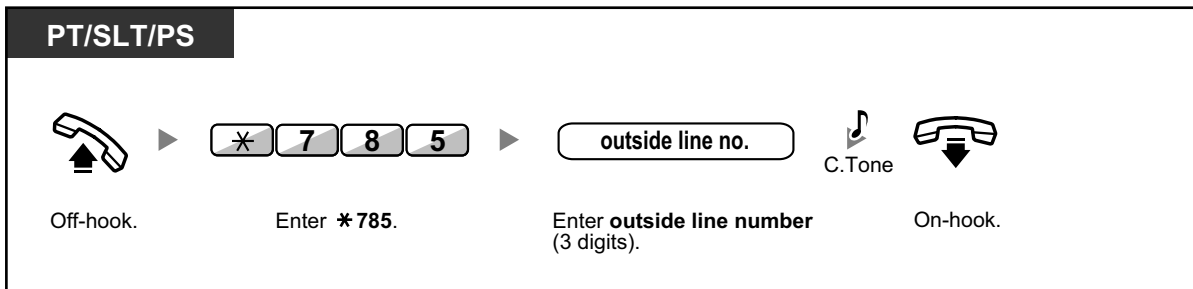 PT/SLT/PS
* 7 8 5
outside line no.
C.Tone
Off-hook.
Enter *785.
Enter outside line number
(3 digits).
On-hook.